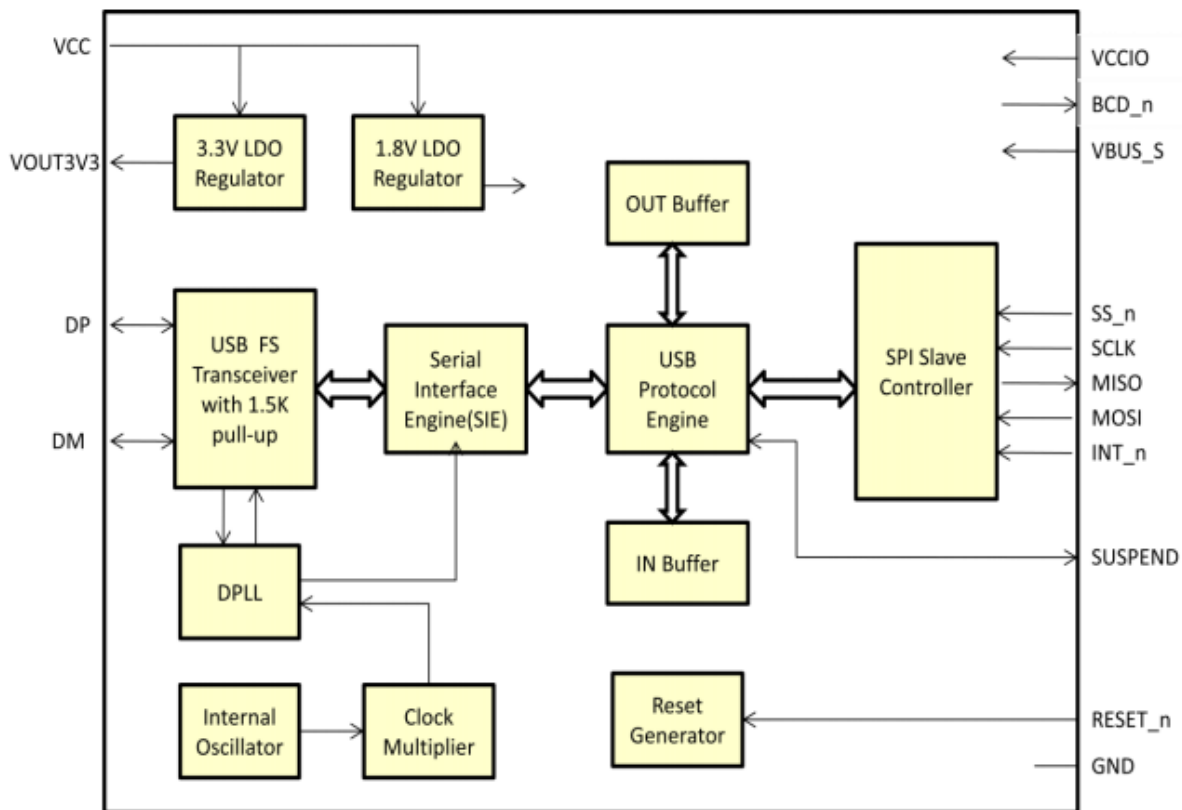 VCC
VCCIO
BCD_n
VOUT3V3
3.3V LDO
Regulator
1.8V LDO
Regulator
VBUS_S
OUT Buffer
DP
DM
USB FS
Transceiver
with 1.5K
pull-up
Serial
Interface
Engine(SIE)
USB
Protocol
Engine
SPI Slave
Controller
SS_n
SCLK
MISO
MOSI
INT_n
DPLL
IN Buffer
SUSPEND
Internal
Oscillator
Clock
Multiplier
Reset
Generator
RESET_n
GND